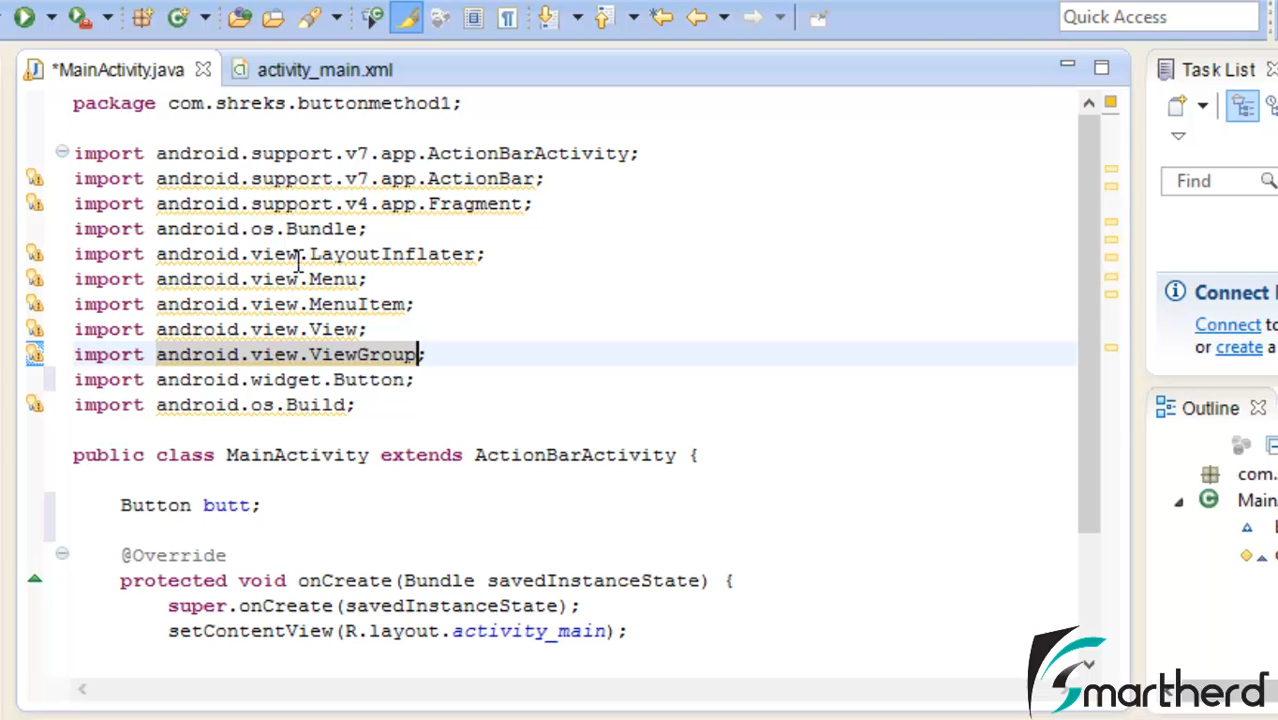 Quick Access
*MainActivity.java
activity_main.xml
Task List
package com.shreks.buttonmethod1;
import android.support.v7.app.ActionBarActivity;
import android.support.v7.app.ActionBar;
import android.support.v4.app.Fragment;
import android.os.Bundle;
import android.view.LayoutInflater;
import android.view.Menu;
import android.view.MenuItem;
import android.view.View;
import android.view.ViewGroup;
import android.widget.Button;
import android.os.Build;
public class MainActivity extends ActionBarActivity {
Button butt;
@Override
protected void onCreate(Bundle savedInstanceState) {
super.onCreate(savedInstanceState);
setContentView(R.layout.activity_main);
Find
Connect
Connect to
or create a
Outline
com.
Main
Smartherd